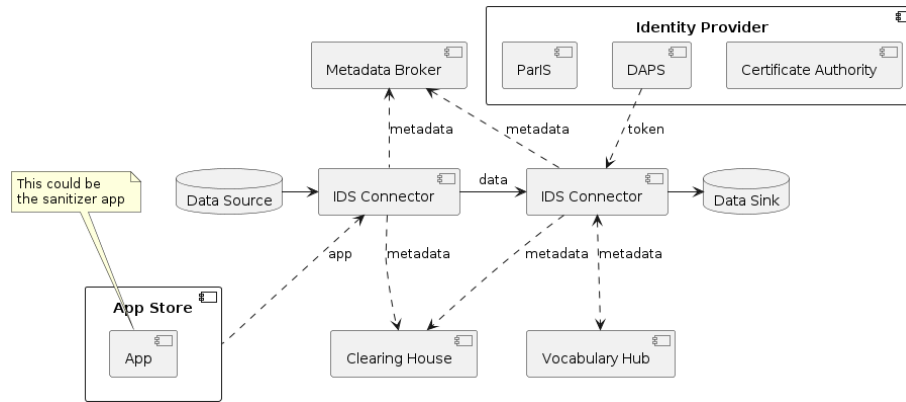 Identity Provider
Metadata Broker
ParIS
DAPS
Certificate Authority
metadata
metadata
token
This could be
the sanitizer app
Data Source
IDS Connector
data
IDS Connector
Data Sink
app
metadata
metadata
metadata
App Store
App
Clearing House
Vocabulary Hub